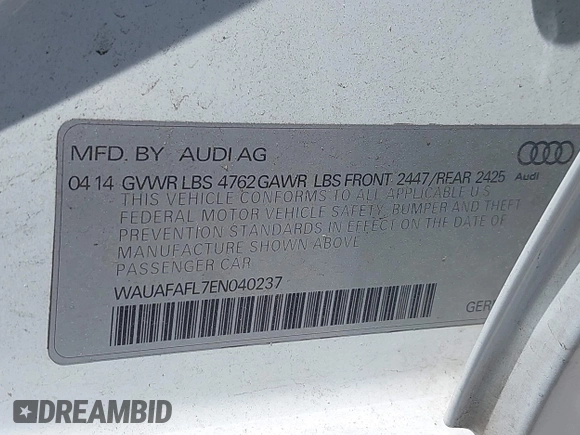 MFD. BY AUDI AG
04 14 GVWR LBS 4762 GAWR LBS FRONT 2447/REAR 2425 Audi
THIS VEHICLE CONFORMS TO ALL APPLICABLE U.S
FEDERAL MOTOR VEHICLE SAFETY, BUMPER AND THEFT
PREVENTION STANDARDS IN EFFECT ON THE DATE OF
MANUFACTURE SHOWN ABOVE
PASSENGER CAR
WAUAFAFL7EN040237
GER
DREAMBID